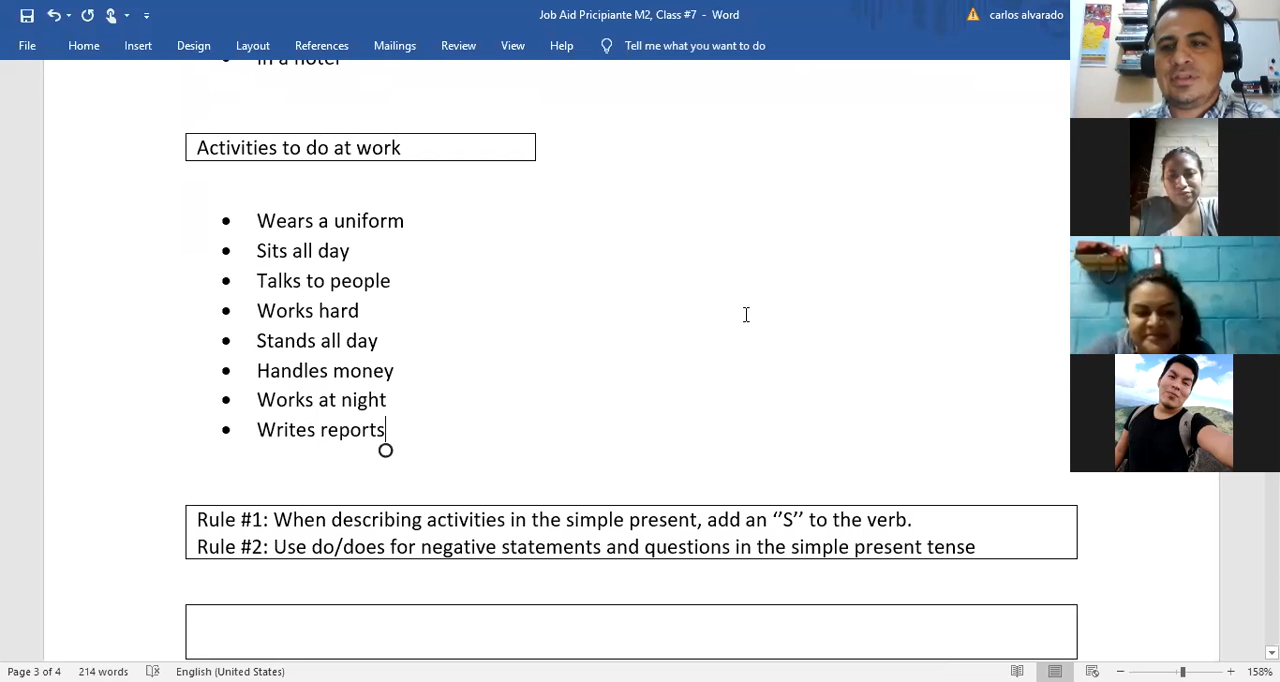 Job Aid Pricipiante M2, Class #7 - Word
carlos alvarado
File Home Insert Design Layout References Mailings Review View Help Tell me what you want to do
In a hotel
Activities to do at work
Wears a uniform
Sits all day
Talks to people
Works hard
Stands all day
Handles money
Works at night
Writes reports
Rule #1: When describing activities in the simple present, add an ‘’S’’ to the verb.
Rule #2: Use do/does for negative statements and questions in the simple present tense
Page 3 of 4 214 words English (United States) 158%